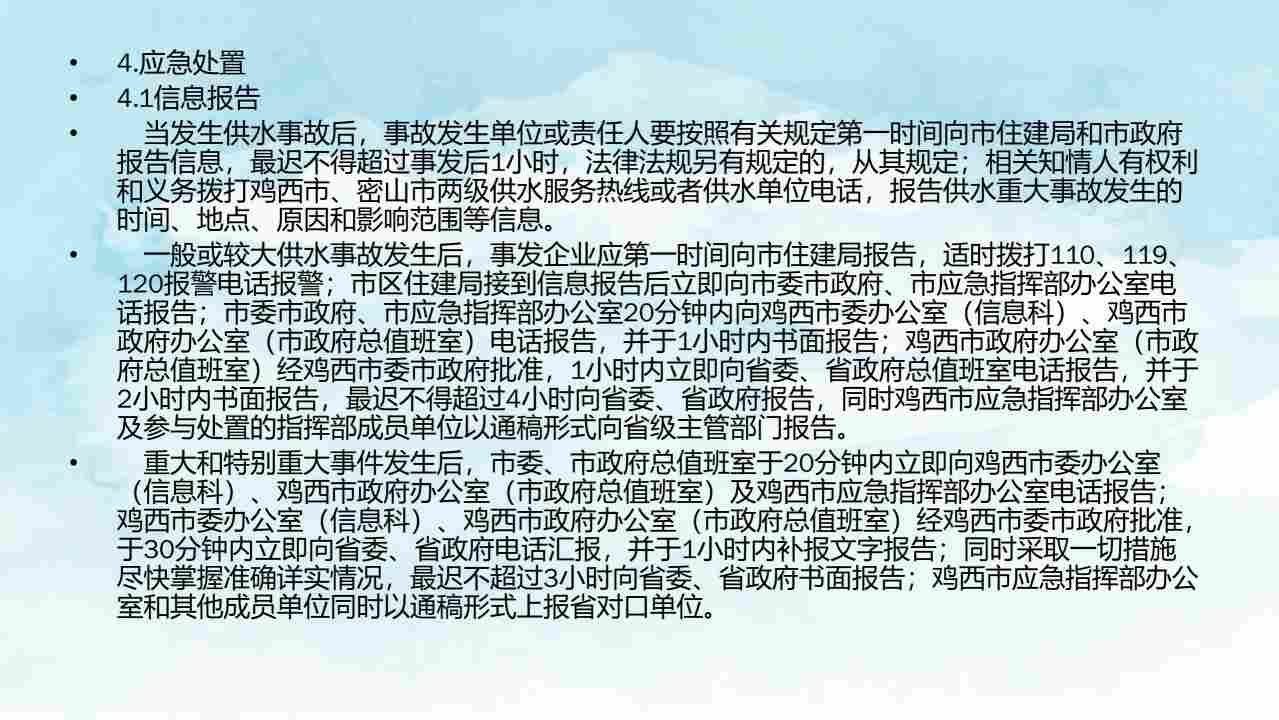 • 4.应急处置
• 4.1信息报告
• 当发生供水事故后，事故发生单位或责任人要按照有关规定第一时间向市住建局和市政府
报告信息，最迟不得超过事发后1小时，法律法规另有规定的，从其规定；相关知情人有权利
和义务拨打鸡西市、密山市两级供水服务热线或者供水单位电话，报告供水重大事故发生的
时间、地点、原因和影响范围等信息。
• 一般或较大供水事故发生后，事发企业应第一时间向市住建局报告，适时拨打110、119、
120报警电话报警；市区住建局接到信息报告后立即向市委市政府、市应急指挥部办公室电
话报告；市委市政府、市应急指挥部办公室20分钟内向鸡西市委办公室（信息科）、鸡西市
政府办公室（市政府总值班室）电话报告，并于1小时内书面报告；鸡西市政府办公室（市政
府总值班室）经鸡西市委市政府批准，1小时内立即向省委、省政府总值班室电话报告，并于
2小时内书面报告，最迟不得超过4小时向省委、省政府报告，同时鸡西市应急指挥部办公室
及参与处置的指挥部成员单位以通稿形式向省级主管部门报告。
• 重大和特别重大事件发生后，市委、市政府总值班室于20分钟内立即向鸡西市委办公室
（信息科）、鸡西市政府办公室（市政府总值班室）及鸡西市应急指挥部办公室电话报告；
鸡西市委办公室（信息科）、鸡西市政府办公室（市政府总值班室）经鸡西市委市政府批准，
于30分钟内立即向省委、省政府电话汇报，并于1小时内补报文字报告；同时采取一切措施
尽快掌握准确详实情况，最迟不超过3小时向省委、省政府书面报告；鸡西市应急指挥部办公
室和其他成员单位同时以通稿形式上报省对口单位。